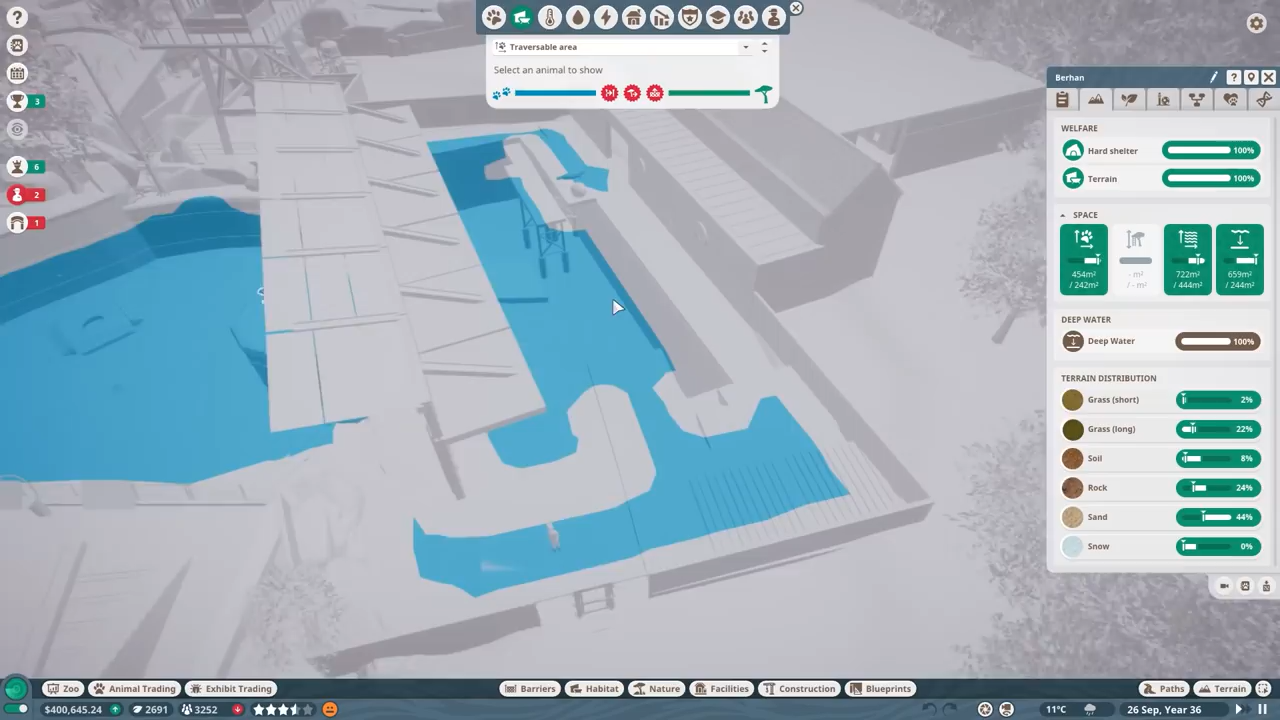 Traversable area
Select an animal to show
3
6
2
1
Berhan
?
?
WELFARE
Hard shelter 100%
Terrain 100%
SPACE
454m² / 242m²
- m² / - m²
722m² / 444m²
659m² / 244m²
DEEP WATER
Deep Water 100%
TERRAIN DISTRIBUTION
Grass (short) 2%
Grass (long) 22%
Soil 8%
Rock 24%
Sand 44%
Snow 0%
Zoo
Animal Trading
Exhibit Trading
Barriers
Habitat
Nature
Facilities
Construction
Blueprints
Paths
Terrain
$400,645.24
2691
3252
11°C
26 Sep, Year 36